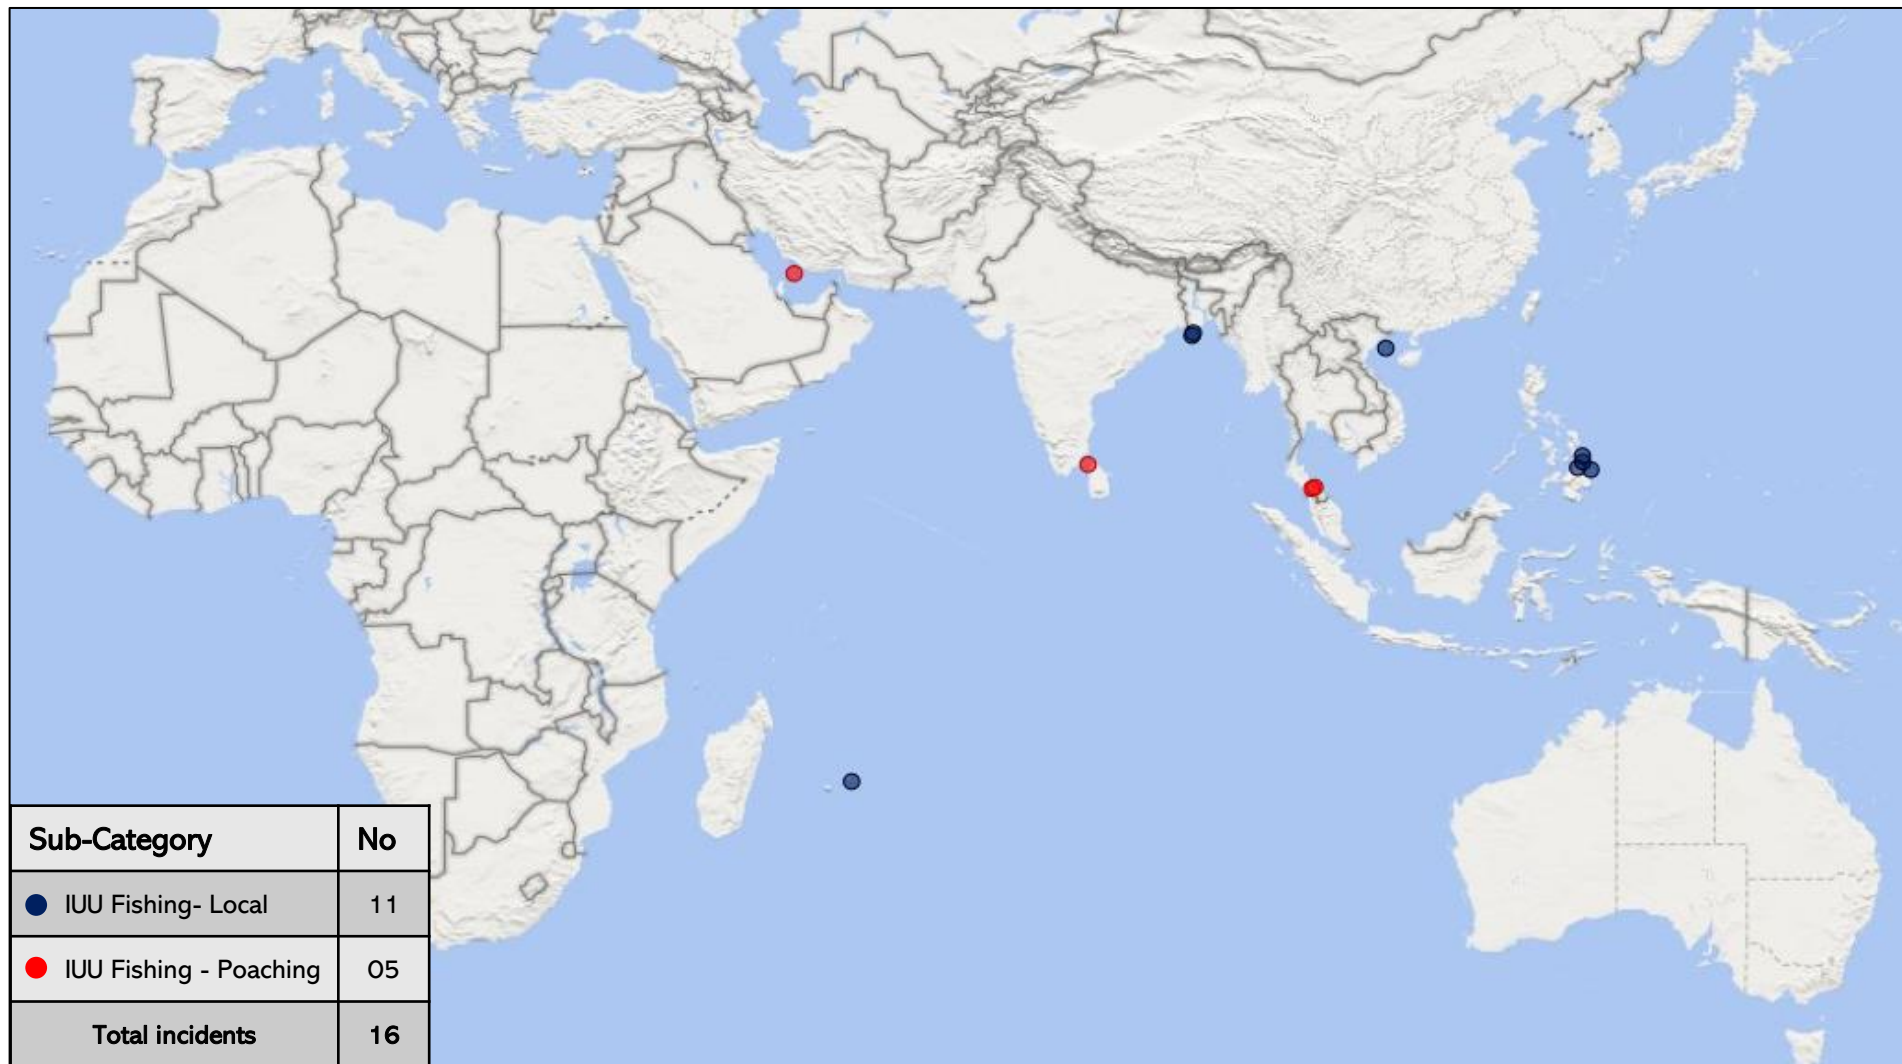 Sub-Category No
IUU Fishing- Local 11
IUU Fishing - Poaching 05
Total incidents 16